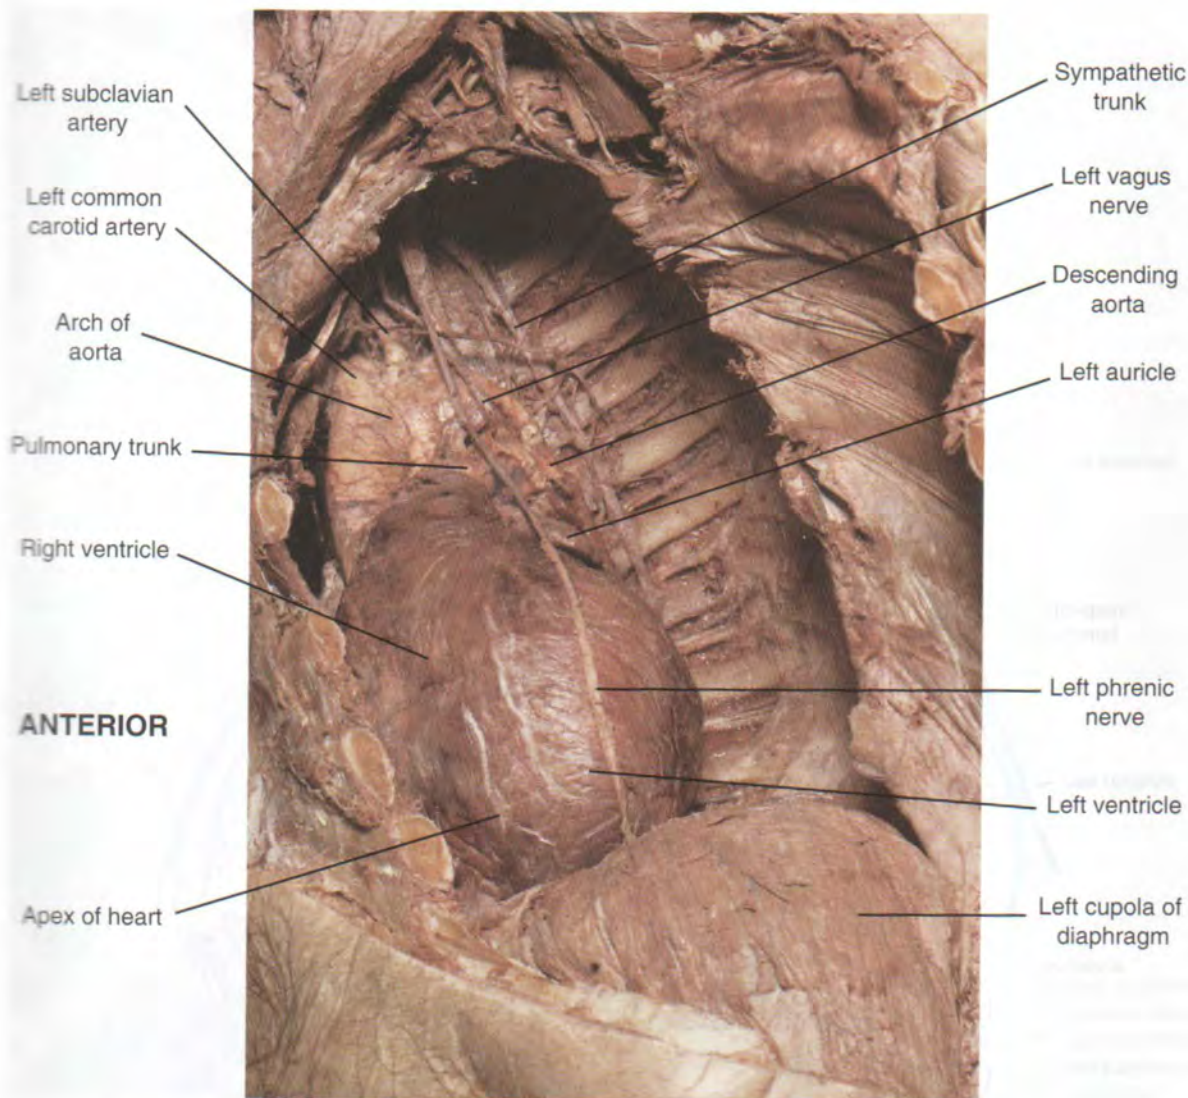 Left subclavian
artery
Left common
carotid artery
Arch of
aorta
Pulmonary trunk
Right ventricle
ANTERIOR
Apex of heart
Sympathetic
trunk
Left vagus
nerve
Descending
aorta
Left auricle
Left phrenic
nerve
Left ventricle
Left cupola of
diaphragm